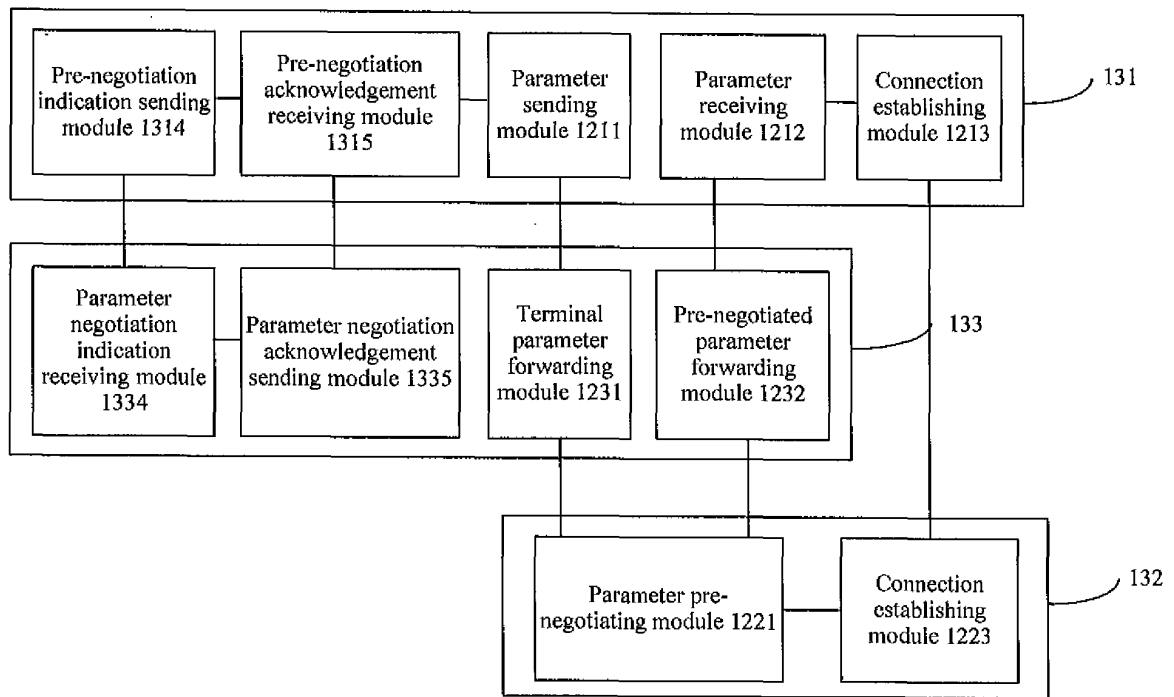 Pre-negotiation
indication sending
module 1314
Pre-negotiation
acknowledgement
receiving module
1315
Parameter
sending
module 1211
Parameter
receiving
module 1212
Connection
establishing
module 1213
131
Parameter
negotiation
indication
receiving module
1334
Parameter negotiation
acknowledgement
sending module 1335
Terminal
parameter
forwarding
module 1231
Pre-negotiated
parameter
forwarding
module 1232
133
Parameter pre-
negotiating module 1221
Connection
establishing
module 1223
132